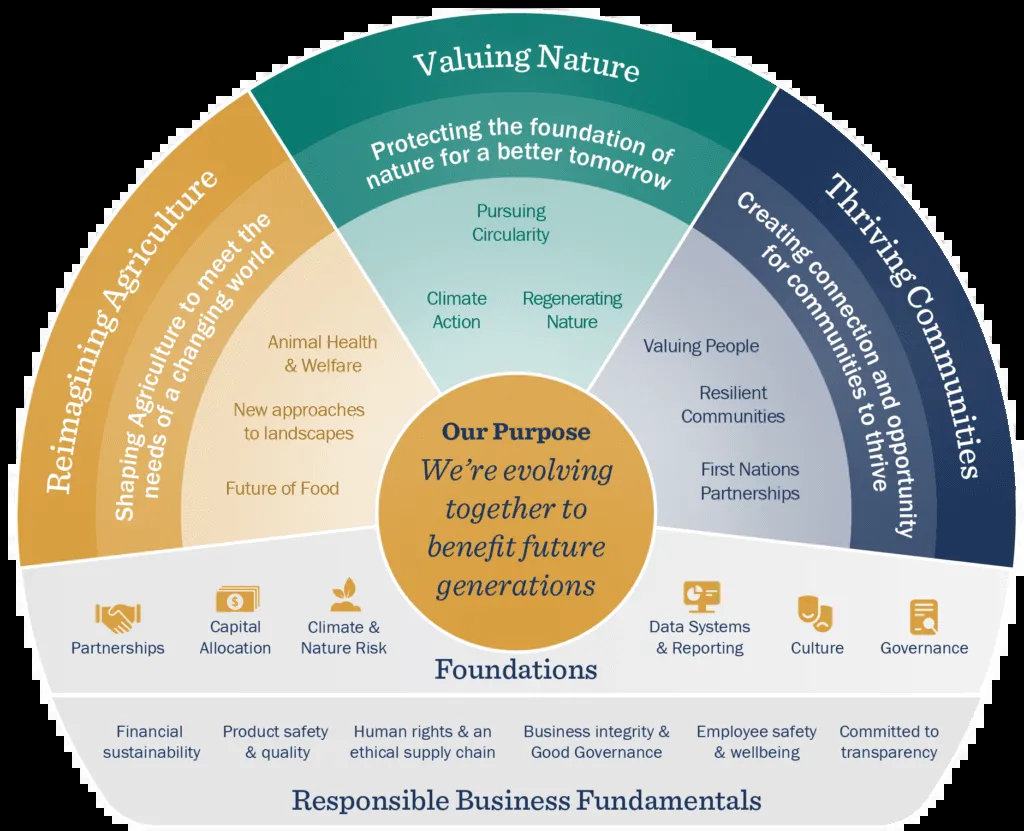 Valuing Nature
Protecting the foundation of
nature for a better tomorrow
Pursuing
Circularity
Climate
Action
Regenerating
Nature
Reimagining Agriculture
Shaping Agriculture to meet the
needs of a changing world
Animal Health
& Welfare
New approaches
to landscapes
Future of Food
Thriving Communities
Creating connection and opportunity
for communities to thrive
Valuing People
Resilient
Communities
First Nations
Partnerships
Our Purpose
We're evolving
together to
benefit future
generations
Partnerships
Capital
Allocation
Climate &
Nature Risk
Data Systems
& Reporting
Culture
Governance
Foundations
Financial
sustainability
Product safety
& quality
Human rights & an
ethical supply chain
Business integrity &
Good Governance
Employee safety
& wellbeing
Committed to
transparency
Responsible Business Fundamentals